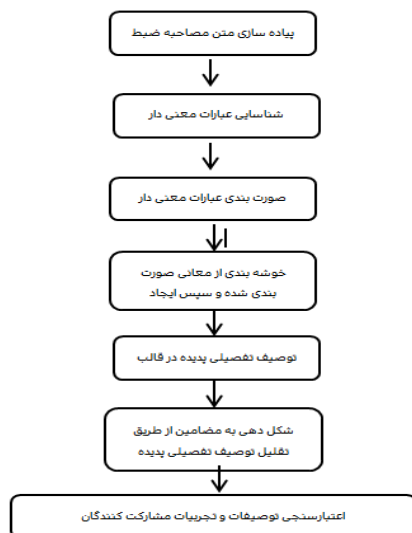 پیاده سازی متن مصاحبه ضبط
شناسایی عبارات معنی دار
صورت بندی عبارات معنی دار
خوشه بندی از معانی صورت
بندی شده و سپس ایجاد
توصیف تفصیلی پدیده در قالب
شکل دهی به مضامین از طریق
تقلیل توصیف تفصیلی پدیده
اعتبارسنجی توصیفات و تجربیات مشارکت کنندگان